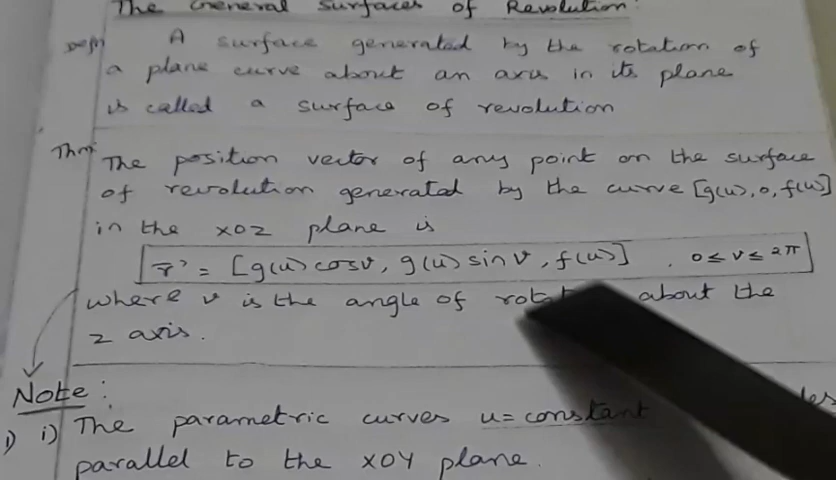 The General Surfaces of Revolution
Defn A surface generated by the rotation of
a plane curve about an axis in its plane
is called a surface of revolution
Thm The position vector of any point on the surface
of revolution generated by the curve [g(u), 0, f(u)]
in the xoz plane is
r⃗ = [g(u) cosv, g(u) sinv, f(u)] , 0 ≤ v ≤ 2π
where v is the angle of about the
z axis.
Note:
1) i) The parametric curves u = constant
parallel to the XOY plane.